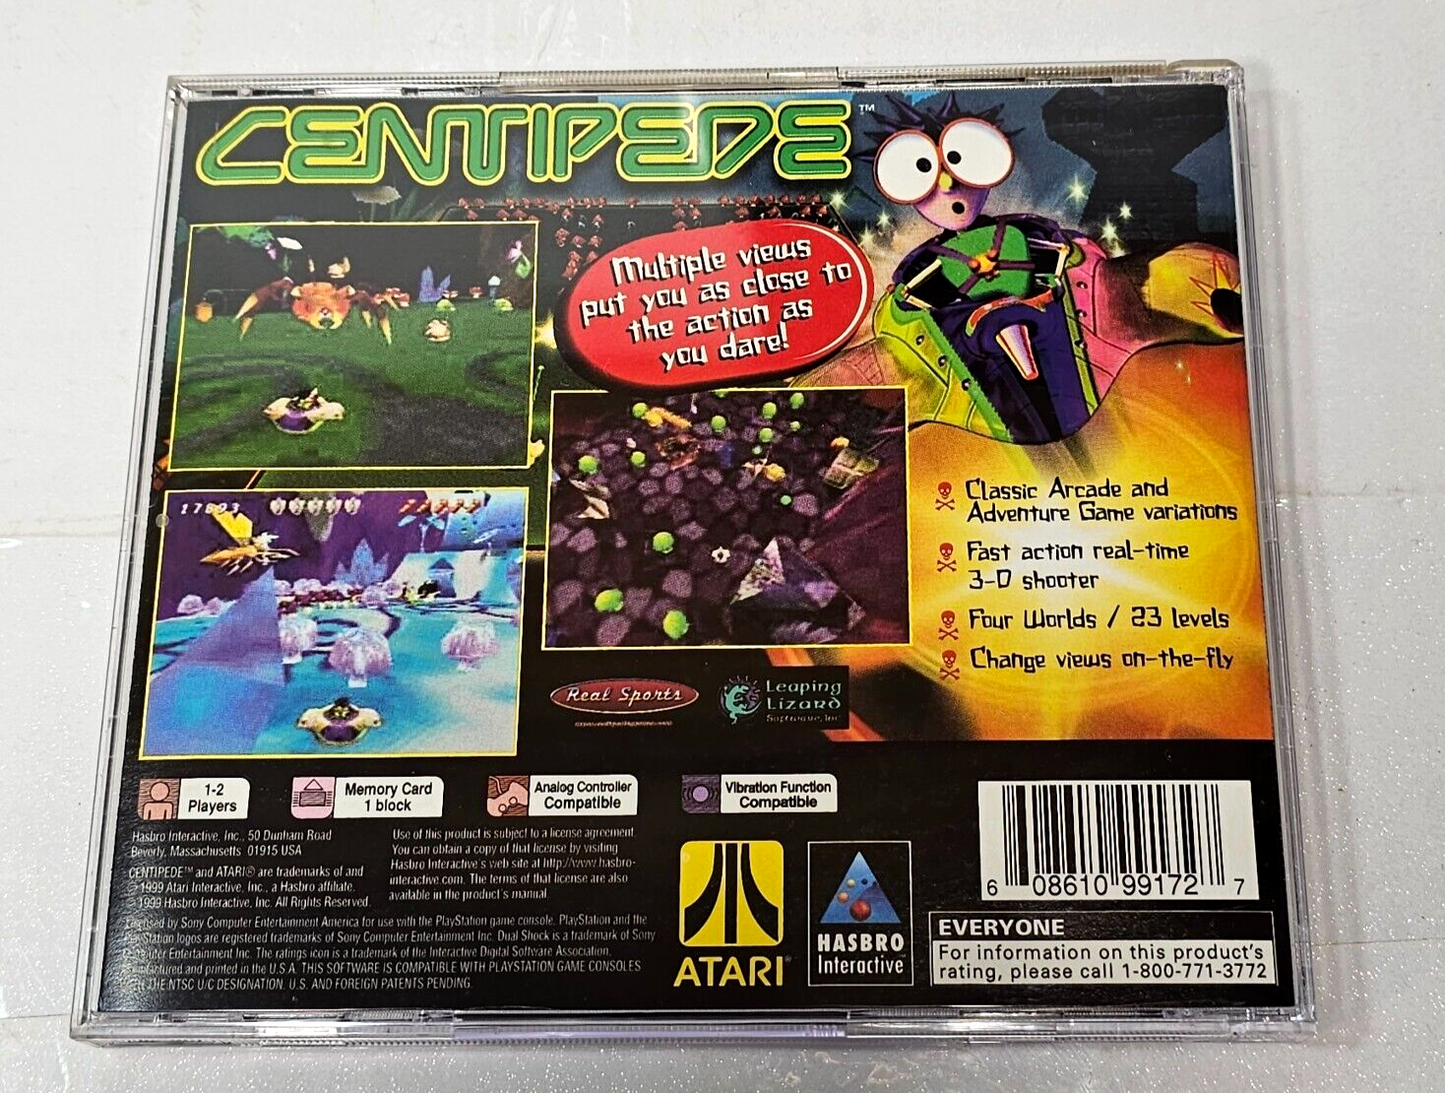 CENTIPEDE™
Multiple views
put you as close to
the action as
you dare!
17893
Classic Arcade and
Adventure Game variations
Fast action real-time
3-D shooter
Four Worlds / 23 levels
Change views on-the-fly
Real Sports
Leaping
Lizard
Software, Inc
1-2
Players
Memory Card
1 block
Analog Controller
Compatible
Vibration Function
Compatible
Hasbro Interactive, Inc., 50 Dunham Road
Beverly, Massachusetts 01915 USA
CENTIPEDE™ and ATARI® are trademarks of and
©1999 Atari Interactive, Inc., a Hasbro affiliate.
©1999 Hasbro Interactive, Inc. All Rights Reserved.
Use of this product is subject to a license agreement.
You can obtain a copy of that license by visiting
Hasbro Interactive's web site at http://www.hasbro-
interactive.com. The terms of that license are also
available in the product's manual.
Licensed by Sony Computer Entertainment America for use with the PlayStation game console. PlayStation and the
PlayStation logos are registered trademarks of Sony Computer Entertainment Inc. Dual Shock is a trademark of Sony
Computer Entertainment Inc. The ratings icon is a trademark of the Interactive Digital Software Association.
Manufactured and printed in the U.S.A. THIS SOFTWARE IS COMPATIBLE WITH PLAYSTATION GAME CONSOLES
THE NTSC U/C DESIGNATION. U.S. AND FOREIGN PATENTS PENDING.
ATARI®
HASBRO
Interactive™
6 08610 99172 7
EVERYONE
For information on this product's
rating, please call 1-800-771-3772